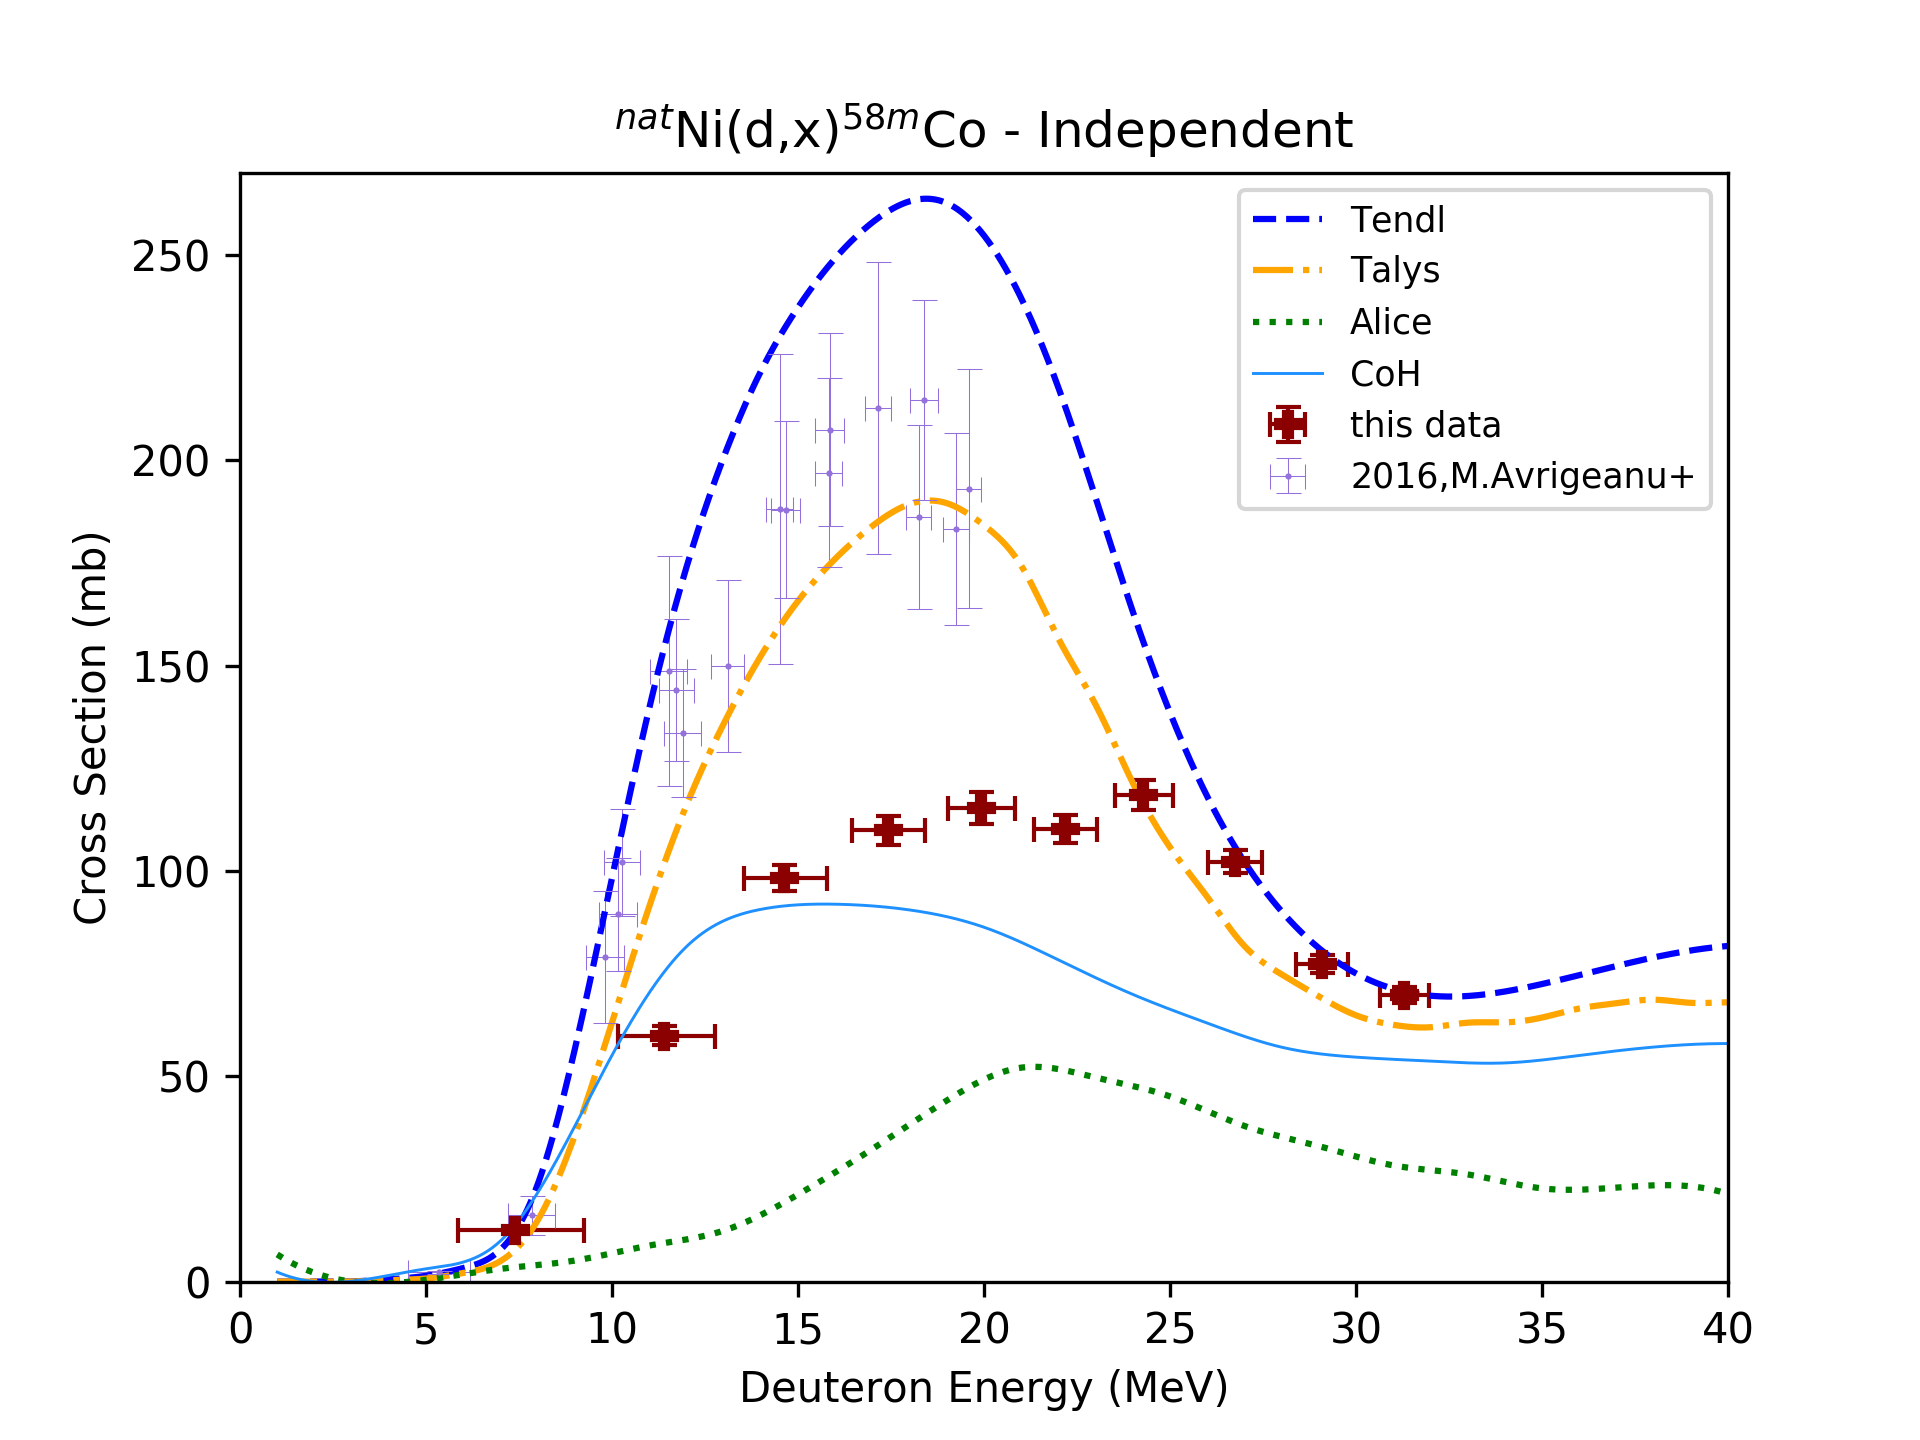 natNi(d,x)58mCo - Independent
Tendl
Talys
Alice
CoH
this data
2016,M.Avrigeanu+
Cross Section (mb)
250
200
150
100
50
0
0 5 10 15 20 25 30 35 40
Deuteron Energy (MeV)